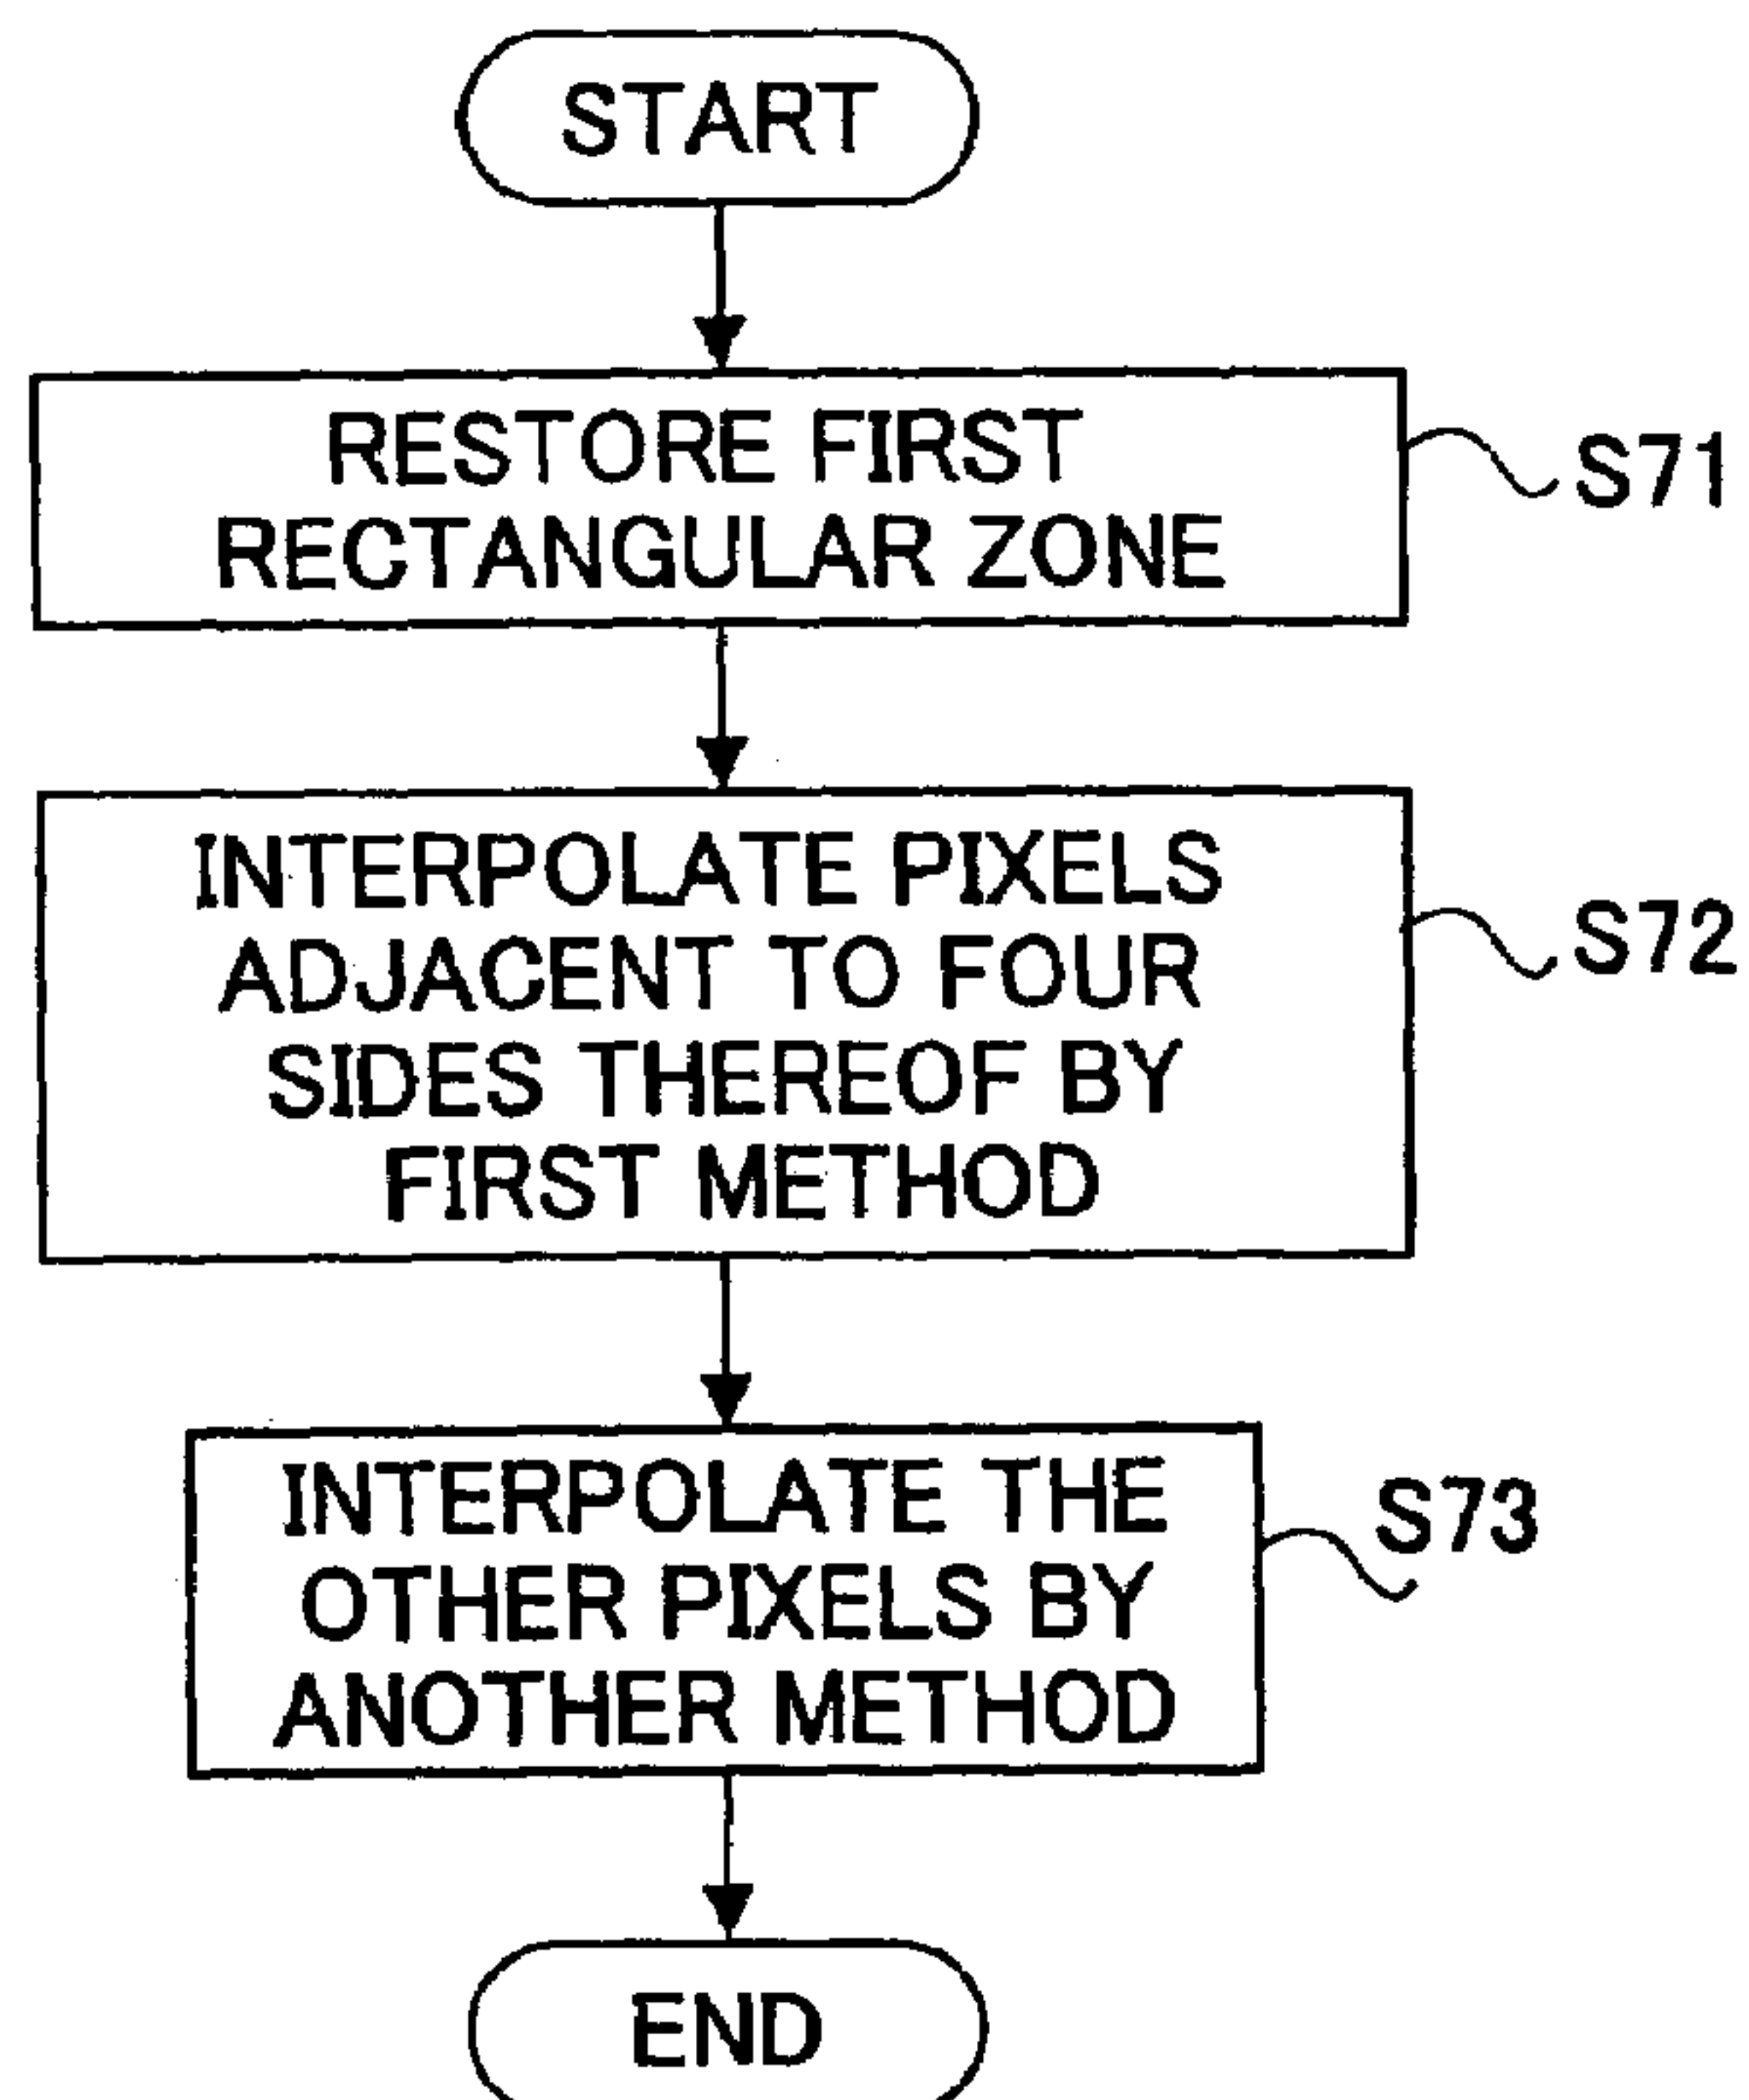 START
RESTORE FIRST
RECTANGULAR ZONE
S71
INTERPOLATE PIXELS
ADJACENT TO FOUR
SIDES THEREOF BY
FIRST METHOD
S72
INTERPOLATE THE
OTHER PIXELS BY
ANOTHER METHOD
S73
END